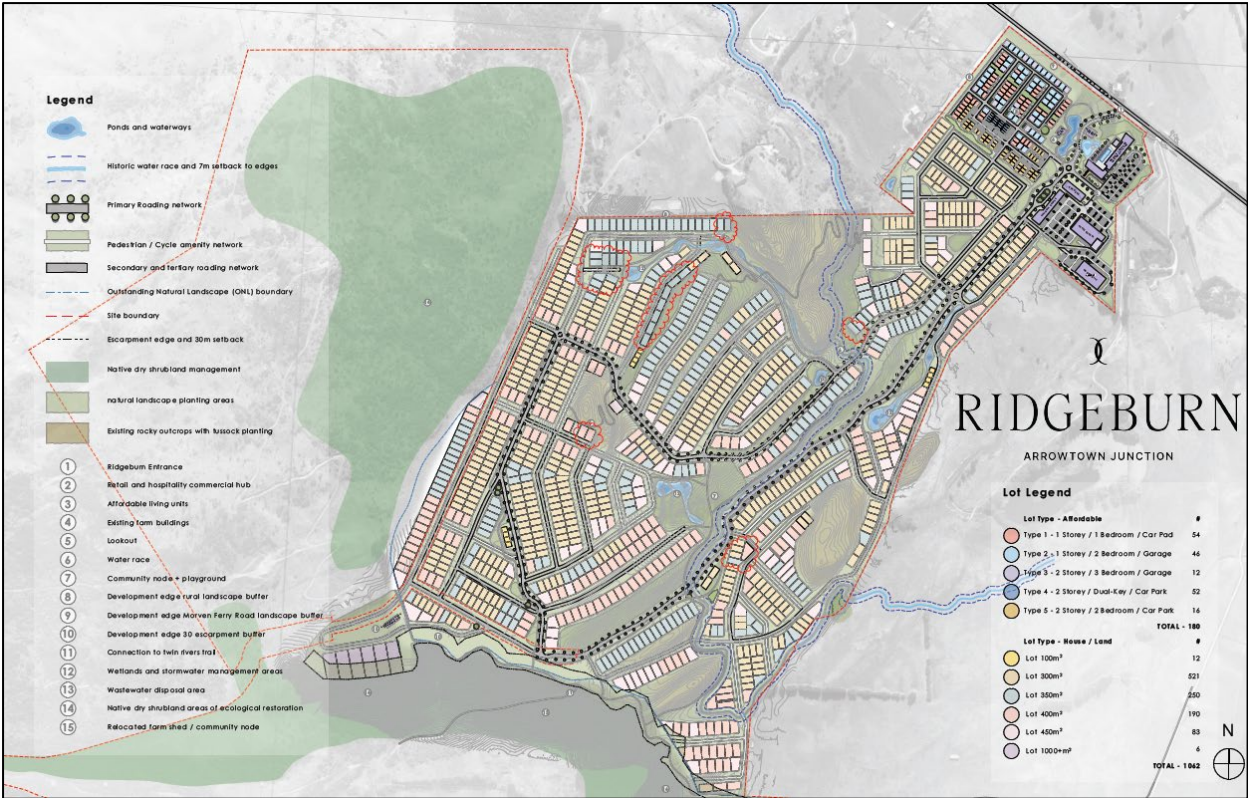 Legend
Ponds and waterways
Historic water race and 7m setback to edges
Primary Roading network
Pedestrian / Cycle amenity network
Secondary and tertiary roading network
Outstanding Natural Landscape (ONL) boundary
Site boundary
Escarpment edge and 30m setback
Native dry shrubland management
natural landscape planting areas
Existing rocky outcrops with tussock planting
1 Ridgeburn Entrance
2 Retail and hospitality commercial hub
3 Affordable living units
4 Existing farm buildings
5 Lookout
6 Water race
7 Community node + playground
8 Development edge rural landscape buffer
9 Development edge Morven Ferry Road landscape buffer
10 Development edge 30 escarpment buffer
11 Connection to twin rivers trail
12 Wetlands and stormwater management areas
13 Wastewater disposal area
14 Native dry shrubland areas of ecological restoration
15 Relocated farm shed / community node
RIDGEBURN
ARROWTOWN JUNCTION
Lot Legend
Lot Type - Affordable #
Type 1 - 1 Storey / 1 Bedroom / Car Pad 54
Type 2 - 1 Storey / 2 Bedroom / Garage 46
Type 3 - 2 Storey / 3 Bedroom / Garage 12
Type 4 - 2 Storey / Dual-Key / Car Park 52
Type 5 - 2 Storey / 2 Bedroom / Car Park 16
TOTAL - 180
Lot Type - House / Land #
Lot 100m² 12
Lot 300m² 521
Lot 350m² 250
Lot 400m² 190
Lot 450m² 83
Lot 1000+m² 6
TOTAL - 1062
N